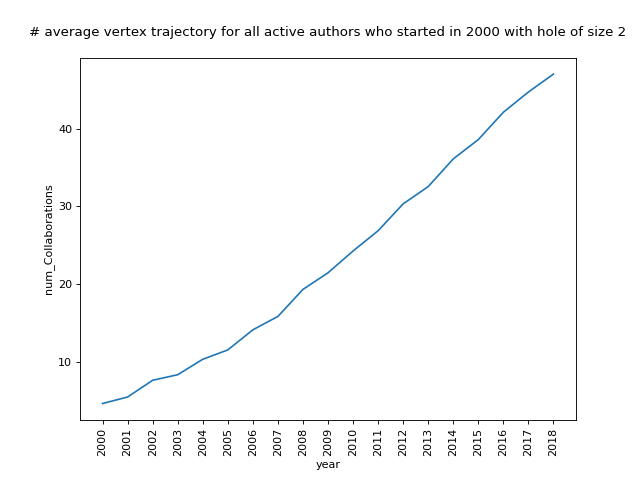 # average vertex trajectory for all active authors who started in 2000 with hole of size 2
num_Collaborations
40
30
20
10
2000 2001 2002 2003 2004 2005 2006 2007 2008 2009 2010 2011 2012 2013 2014 2015 2016 2017 2018
year